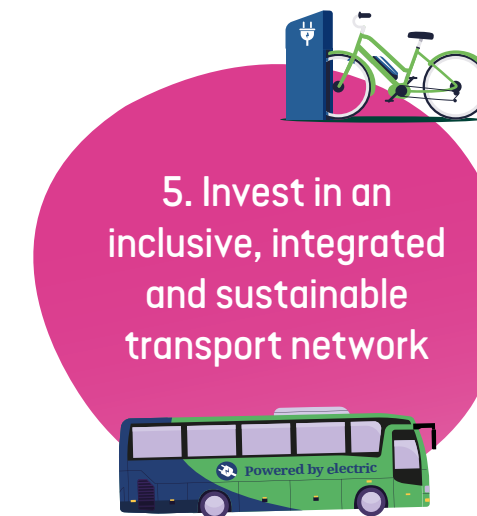 5. Invest in an
inclusive, integrated
and sustainable
transport network
Powered by electric